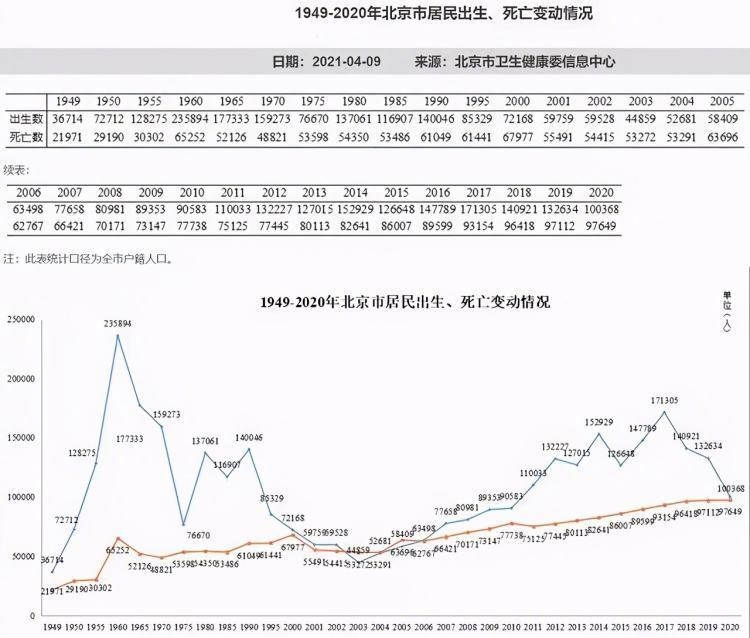 1949-2020年北京市居民出生、死亡变动情况
日期：2021-04-09 来源：北京市卫生健康委信息中心
1949 1950 1955 1960 1965 1970 1975 1980 1985 1990 1995 2000 2001 2002 2003 2004 2005
出生数 36714 72712 128275 235894 177333 159273 76670 137061 116907 140046 85329 72168 59759 59528 44859 52681 58409
死亡数 21971 29190 30302 65252 52126 48821 53598 54350 53486 61049 61441 67977 55491 54415 53272 53291 63696
续表：
2006 2007 2008 2009 2010 2011 2012 2013 2014 2015 2016 2017 2018 2019 2020
63498 77658 80981 89353 90583 110033 132227 127015 152929 126648 147789 171305 140921 132634 100368
62767 66421 70171 73147 77738 75125 77445 80113 82641 86007 89599 93154 96418 97112 97649
注：此表统计口径为全市户籍人口。
1949-2020年北京市居民出生、死亡变动情况
单位（人）
250000
200000
150000
100000
50000
0
36714 72712 128275 235894 177333 159273 76670 137061 116907 140046 85329 72168 59759 59528 44859 52681 58409 63498 77658 80981 89353 90583 110033 132227 127015 152929 126648 147789 171305 140921 132634 100368
21971 29190 30302 65252 52126 48821 53598 54350 53486 61049 61441 67977 55491 54415 53272 53291 63696 62767 66421 70171 73147 77738 75125 77445 80113 82641 86007 89599 93154 96418 97112 97649
1949 1950 1955 1960 1965 1970 1975 1980 1985 1990 1995 2000 2001 2002 2003 2004 2005 2006 2007 2008 2009 2010 2011 2012 2013 2014 2015 2016 2017 2018 2019 2020